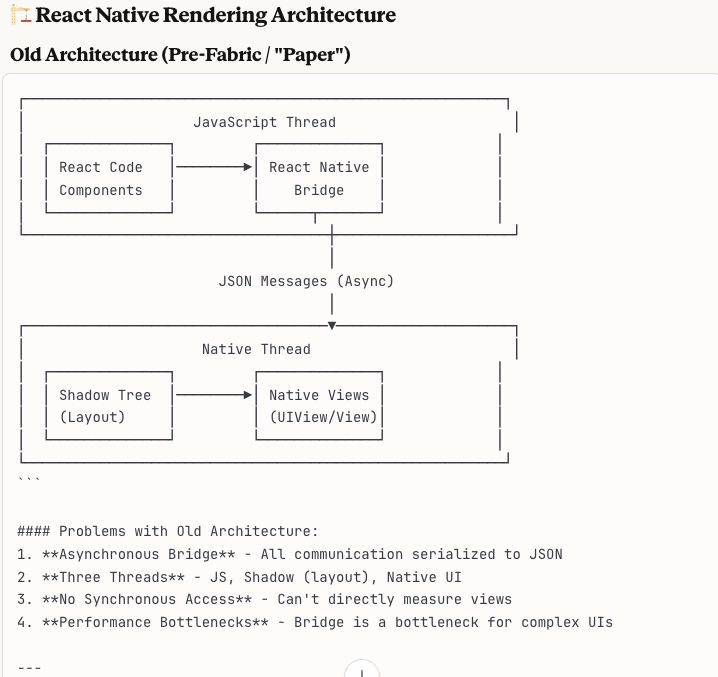 🏗️ React Native Rendering Architecture
Old Architecture (Pre-Fabric / "Paper")
JavaScript Thread
React Code React Native
Components Bridge
JSON Messages (Async)
Native Thread
Shadow Tree Native Views
(Layout) (UIView/View)
```
#### Problems with Old Architecture:
1. **Asynchronous Bridge** - All communication serialized to JSON
2. **Three Threads** - JS, Shadow (layout), Native UI
3. **No Synchronous Access** - Can't directly measure views
4. **Performance Bottlenecks** - Bridge is a bottleneck for complex UIs
---